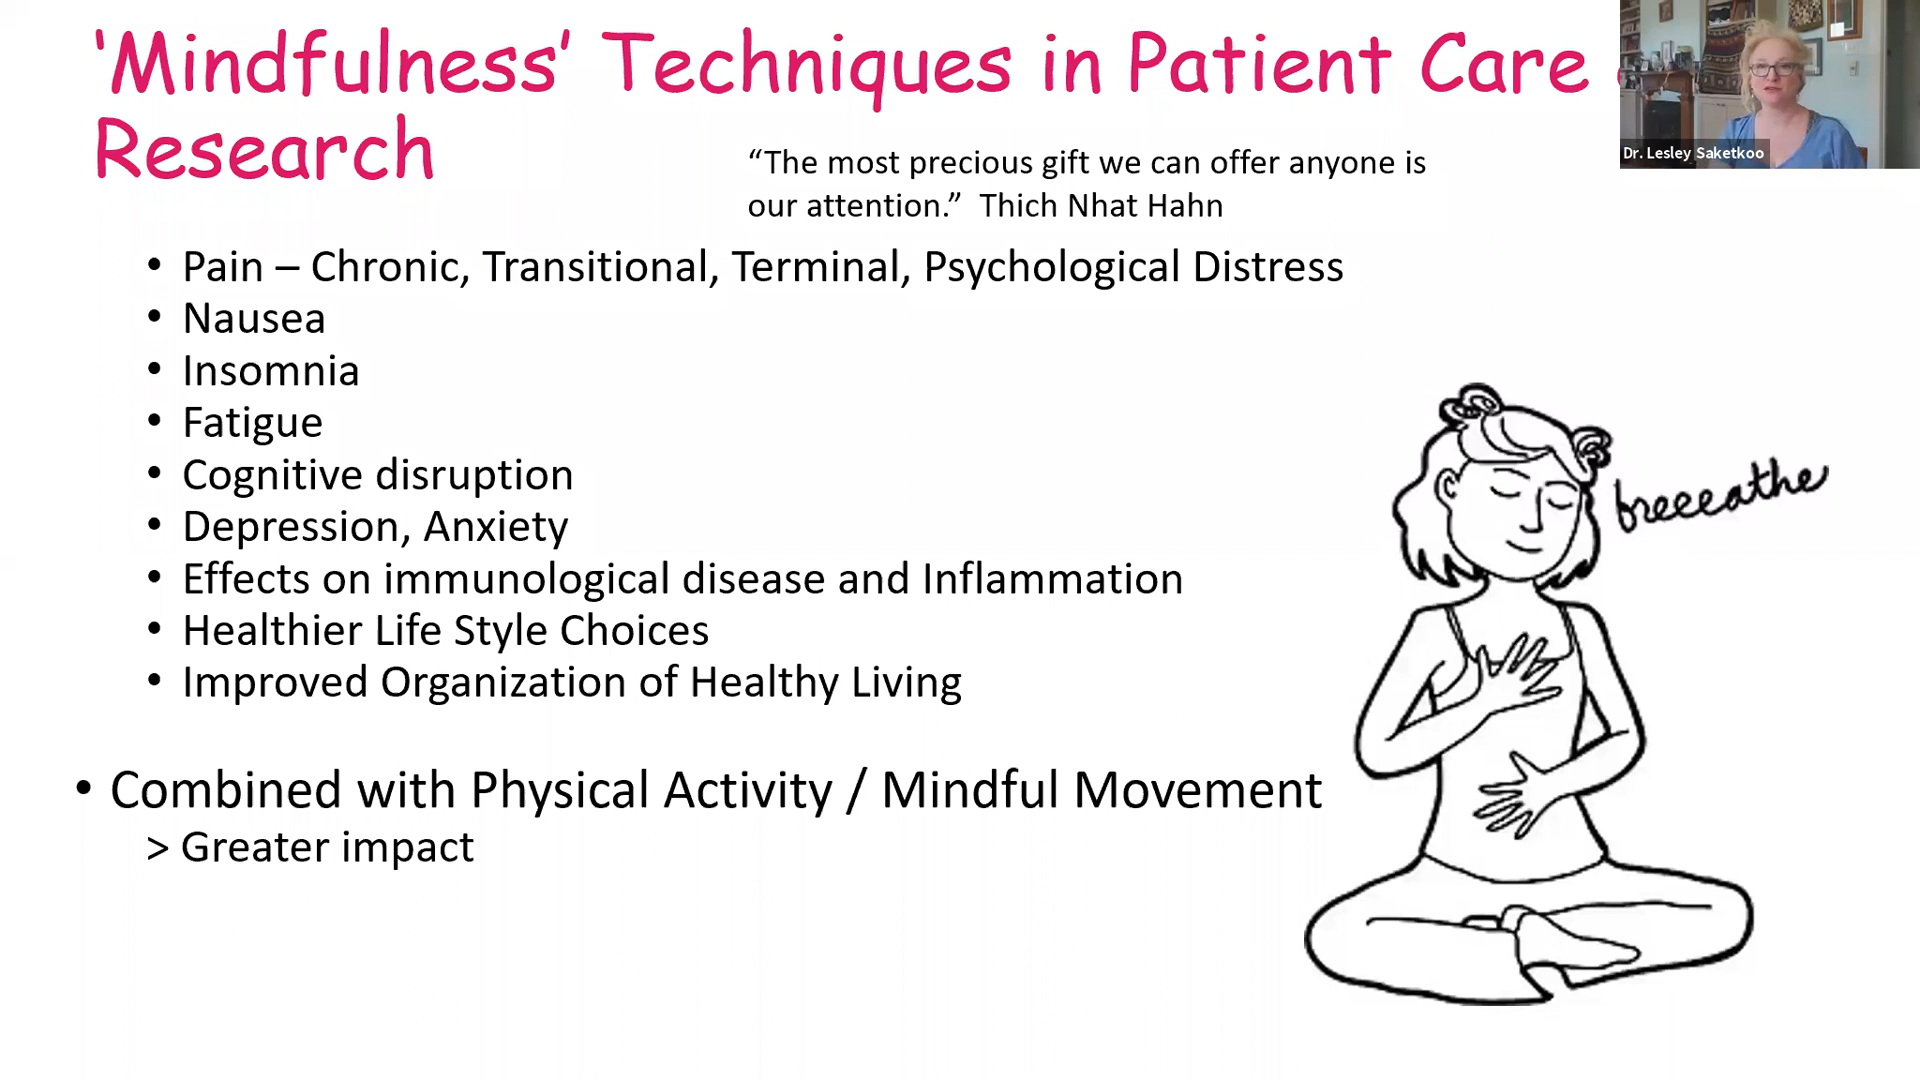 ‘Mindfulness’ Techniques in Patient Care
Research
Dr. Lesley Saketkoo
“The most precious gift we can offer anyone is
our attention.” Thich Nhat Hahn
• Pain – Chronic, Transitional, Terminal, Psychological Distress
• Nausea
• Insomnia
• Fatigue
• Cognitive disruption
• Depression, Anxiety
• Effects on immunological disease and Inflammation
• Healthier Life Style Choices
• Improved Organization of Healthy Living
breeeathe
• Combined with Physical Activity / Mindful Movement
> Greater impact